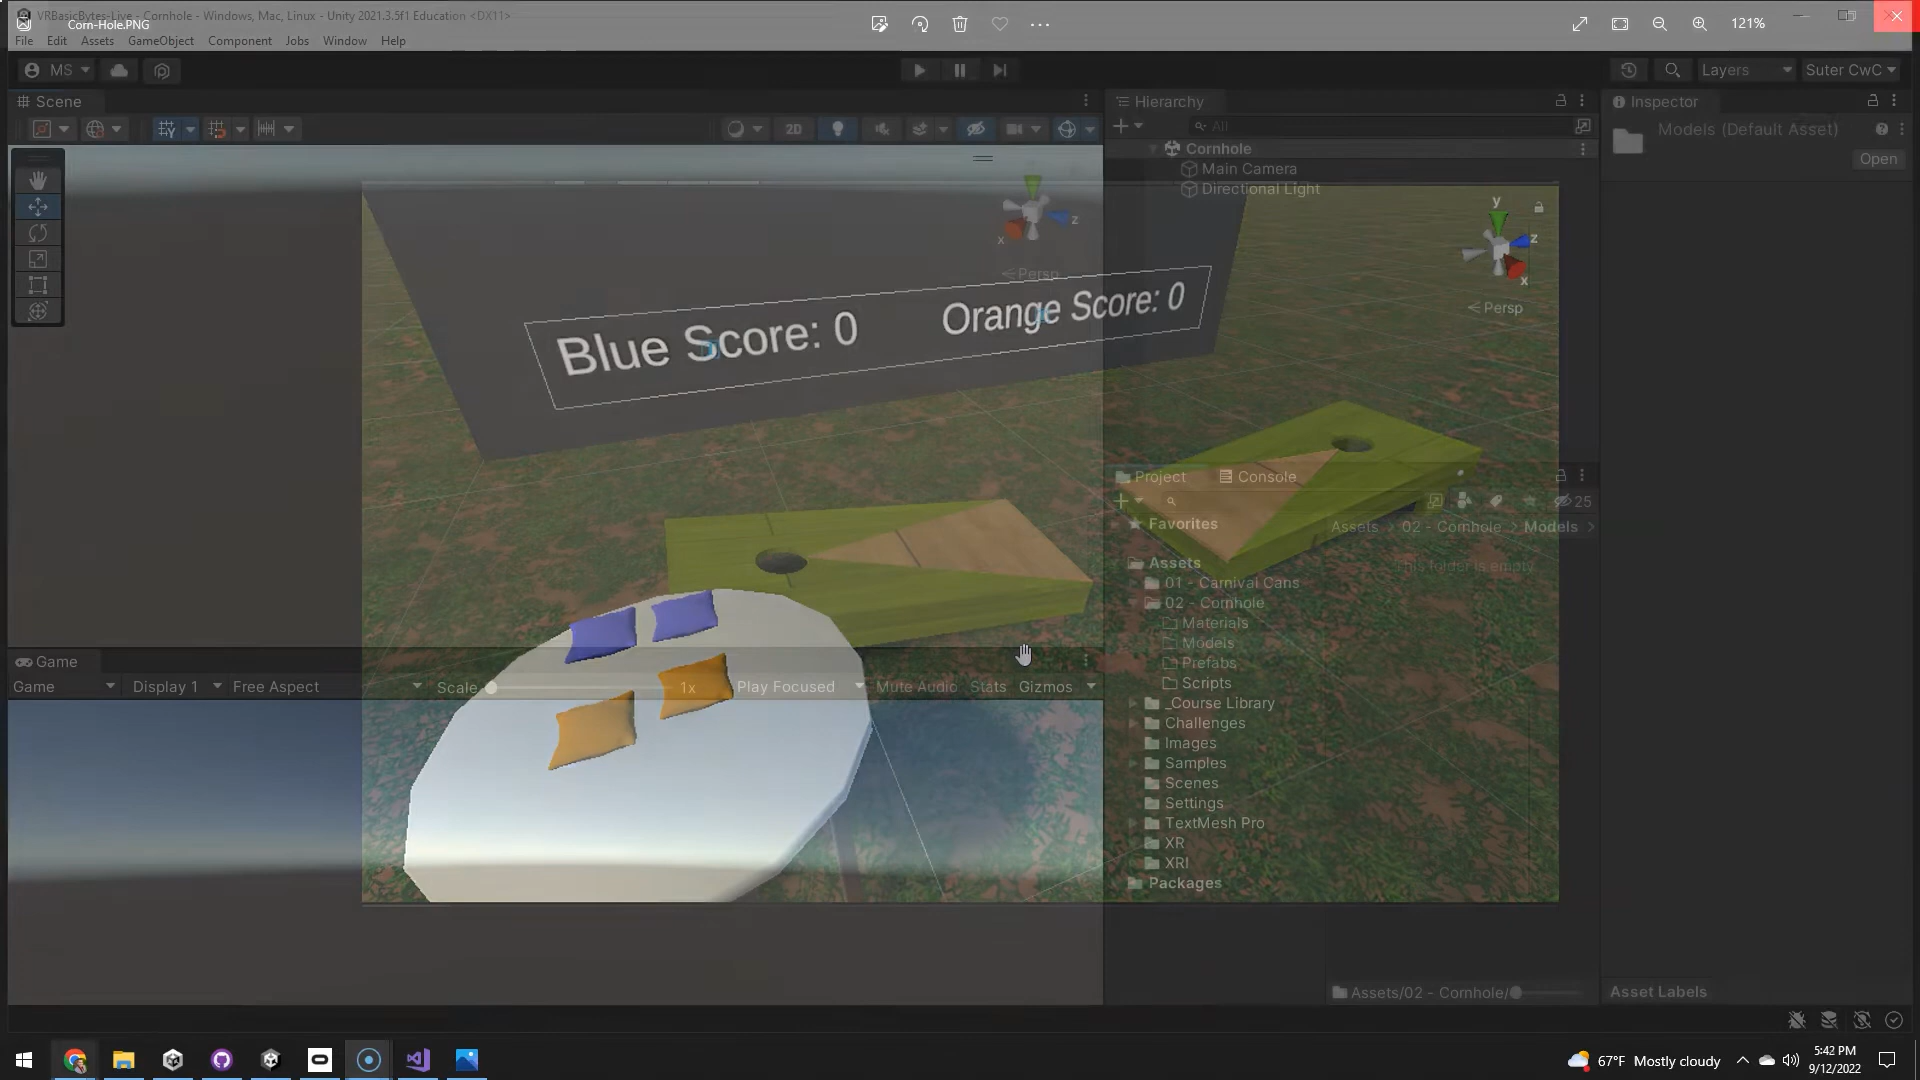 VRBasicBytes-Live - Cornhole - Windows, Mac, Linux - Unity 2021.3.5f1 Education <DX11>
Corn-Hole.PNG
121%
File Edit Assets GameObject Component Jobs Window Help
MS
Layers
Suter CwC
Scene
Hierarchy
Inspector
2D
All
Models (Default Asset)
Open
Cornhole
Main Camera
Directional Light
x
z
Persp
y
z
x
Persp
Blue Score: 0
Orange Score: 0
Project
Console
25
Favorites
Assets > 02 - Cornhole > Models >
This folder is empty
Assets
01 - Carnival Cans
02 - Cornhole
Materials
Models
Prefabs
Scripts
_Course Library
Challenges
Images
Samples
Scenes
Settings
TextMesh Pro
XR
XRI
Packages
Game
Game Display 1 Free Aspect Scale 1x Play Focused Mute Audio Stats Gizmos
Assets/02 - Cornhole/
Asset Labels
67°F Mostly cloudy
5:42 PM
9/12/2022